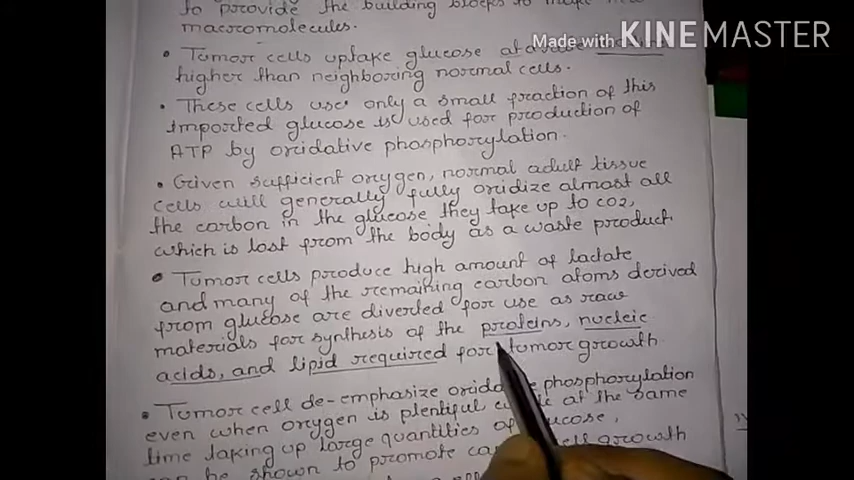 to provide the building blocks to make
macromolecules.
Made with KINEMASTER
• Tumor cells uptake glucose at
higher than neighboring normal cells.
• These cells use only a small fraction of this
imported glucose is used for production of
ATP by oxidative phosphorylation.
• Given sufficient oxygen, normal adult tissue
cells will generally fully oxidize almost all
the carbon in the glucose they take up to CO2,
which is lost from the body as a waste product.
• Tumor cells produce high amount of lactate
and many of the remaining carbon atoms derived
from glucose are diverted for use as raw
materials for synthesis of the proteins, nucleic
acids, and lipid required for tumor growth
• Tumor cell de-emphasize phosphorylation
even when oxygen is plentiful at the same
time taking up large quantities of
shown to promote growth